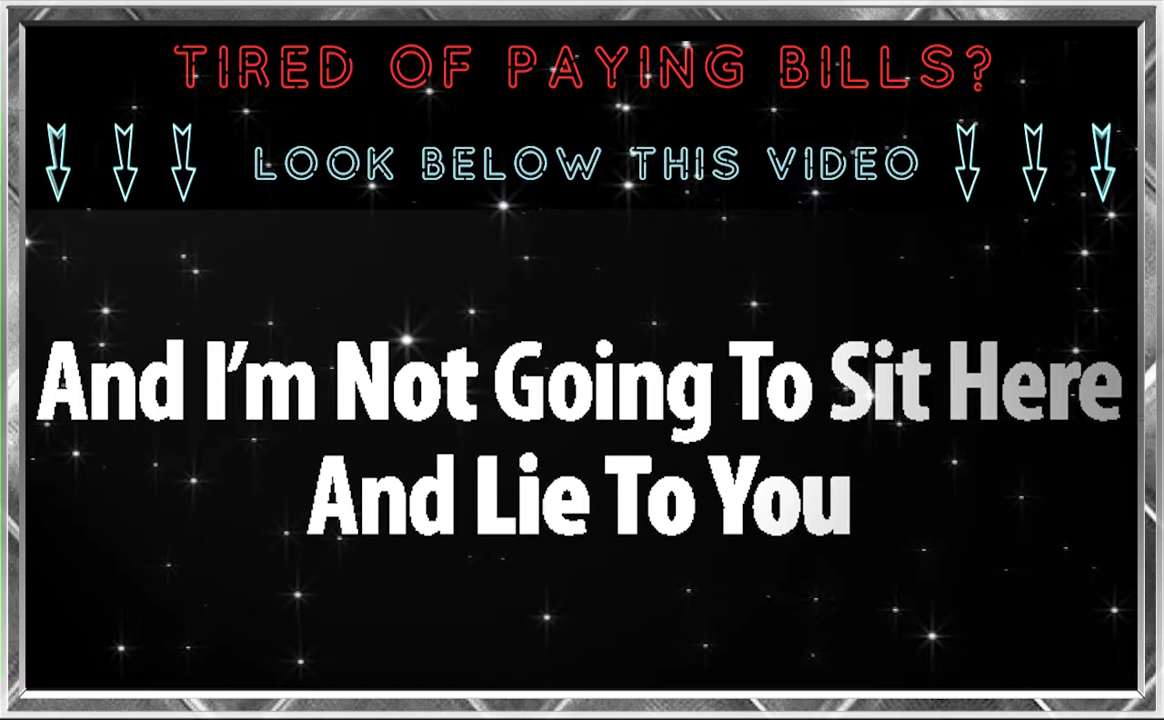 TIRED OF PAYING BILLS?
LOOK BELOW THIS VIDEO
And I'm Not Going To Sit Here
And Lie To You